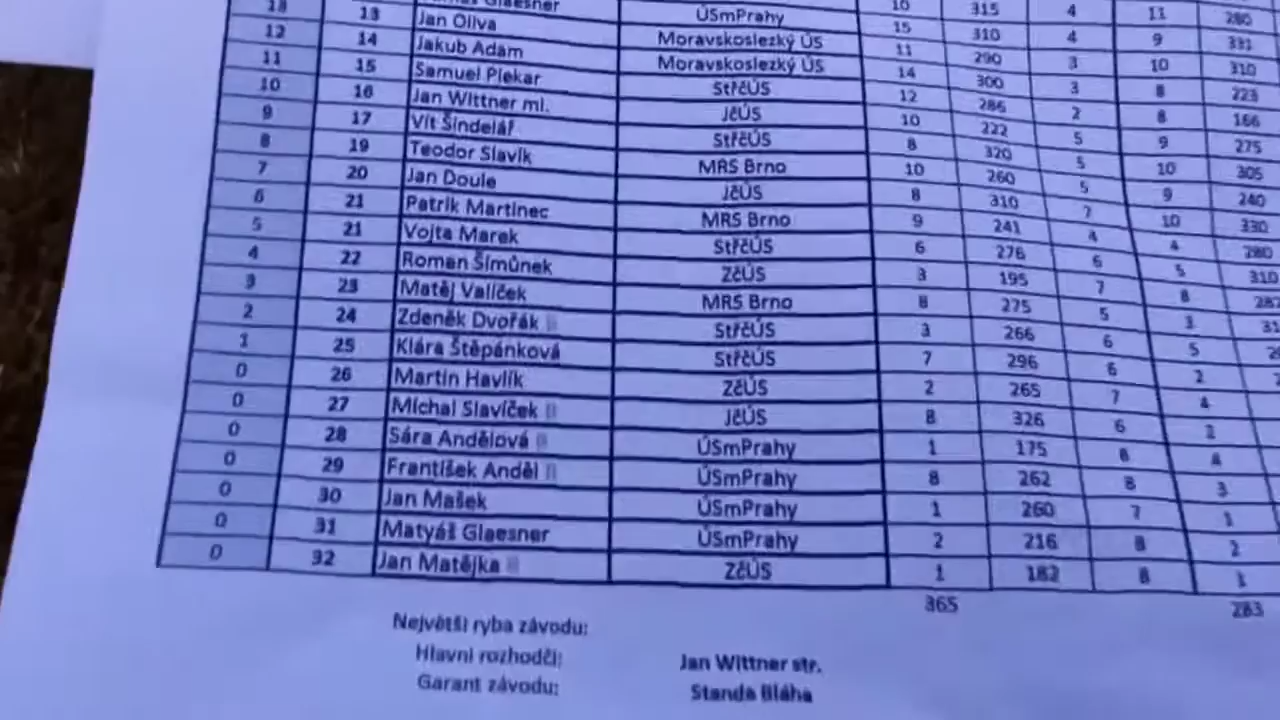 10 315 4 11 280
Glaesner ÚSmPrahy 15 310 4 9 331
13 13 Jan Oliva Moravskoslezký ÚS 11 290 3 10 310
12 14 Jakub Adam Moravskoslezký ÚS 14 300 3 8 223
11 15 Samuel Piekar StřčÚS 12 286 2 8 166
10 16 Jan Wittner ml. JčÚS 10 222 5 9 275
9 17 Vít Šindelář StřčÚS 8 320 5 10 305
8 19 Teodor Slavík MRS Brno 10 260 5 9 240
7 20 Jan Doule JčÚS 8 310 7 10 330
6 21 Patrik Martinec MRS Brno 9 241 4 4 280
5 21 Vojta Marek StřčÚS 6 276 6 5 310
4 22 Roman Šimůnek ZčÚS 3 195 7 8
3 23 Matěj Valíček MRS Brno 8 275 5 3
2 24 Zdeněk Dvořák StřčÚS 3 266 6 5
1 25 Klára Štěpánková StřčÚS 7 296 6 2
0 26 Martin Havlík ZčÚS 2 265 7 4
0 27 Michal Slavíček JčÚS 8 326 6 2
0 28 Sára Andělová ÚSmPrahy 1 175 8 4
0 29 František Anděl ÚSmPrahy 8 262 8 3
0 30 Jan Mašek ÚSmPrahy 1 260 7 1
0 31 Matyáš Glaesner ÚSmPrahy 2 216 8 2
0 32 Jan Matějka ZčÚS 1 182 8 1
365 283
Největší ryba závodu:
Hlavní rozhodčí: Jan Wittner str.
Garant závodu: Standa Bláha